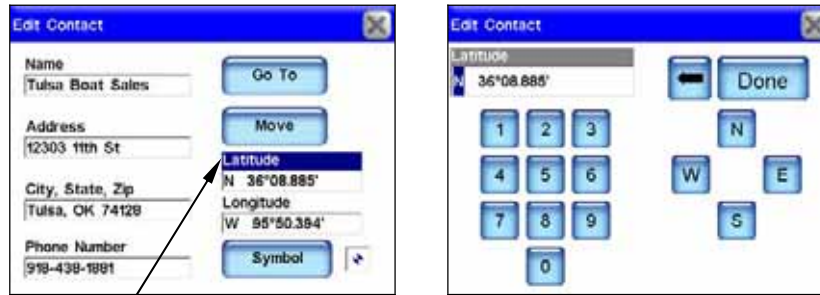 Edit Contact
Name
Tulsa Boat Sales
Go To
Address
12303 11th St
Move
Latitude
N 36°08.885'
City, State, Zip
Tulsa, OK 74128
Longitude
W 95°50.394'
Phone Number
918-438-1881
Symbol
Edit Contact
Latitude
N 36°08.885'
Done
1 2 3
N
4 5 6
W E
7 8 9
S
0